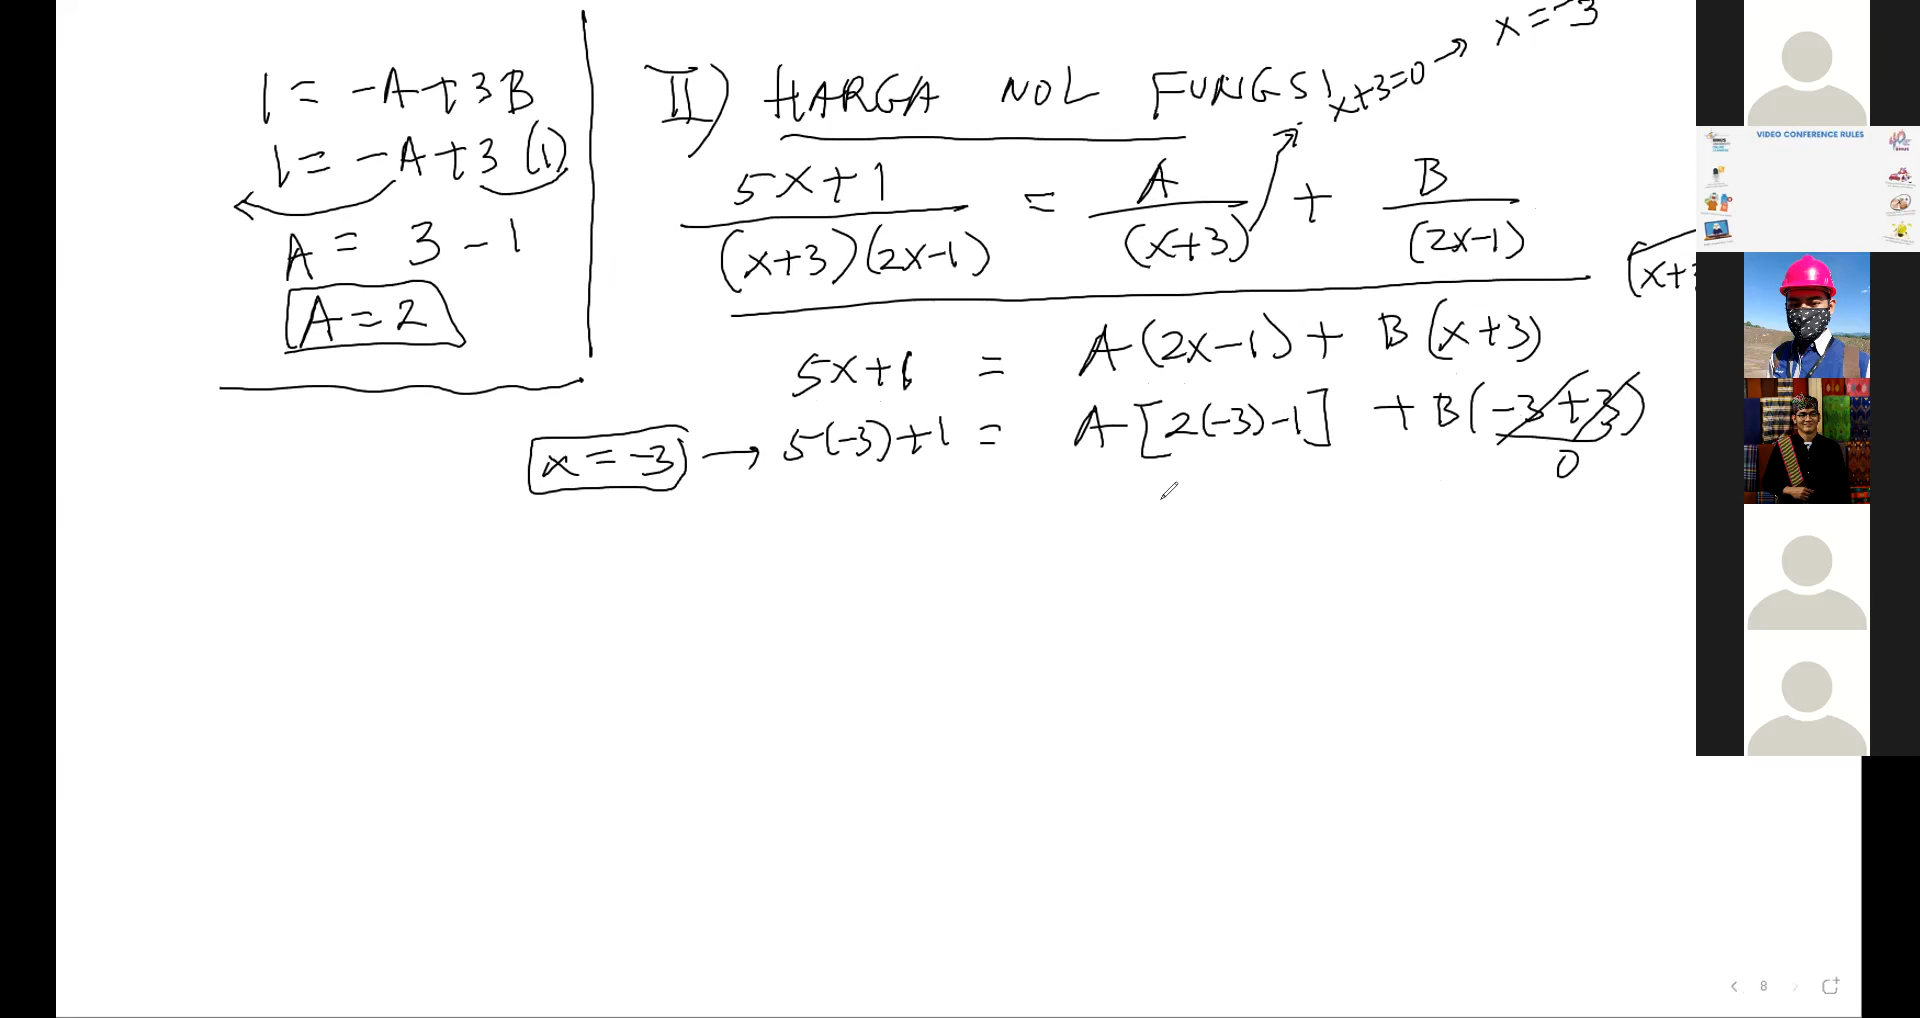 1 = -A + 3B
1 = -A + 3 (1)
A = 3 - 1
A = 2
II) HARGA NOL FUNGSI
x+3=0 → x = -3
5x+1 / (x+3)(2x-1) = A / (x+3) + B / (2x-1)
(x+3
5x+1 = A(2x-1) + B(x+3)
x = -3 → 5(-3)+1 = A[2(-3)-1] + B(-3+3)
0
VIDEO CONFERENCE RULES
8